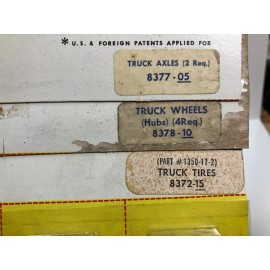 * U.S. & FOREIGN PATENTS APPLIED FOR
TRUCK AXLES (2 Req.)
8377-05
TRUCK WHEELS
(Hubs) (4Req.)
8378-10
(PART # 1350-17-2)
TRUCK TIRES
8372-15